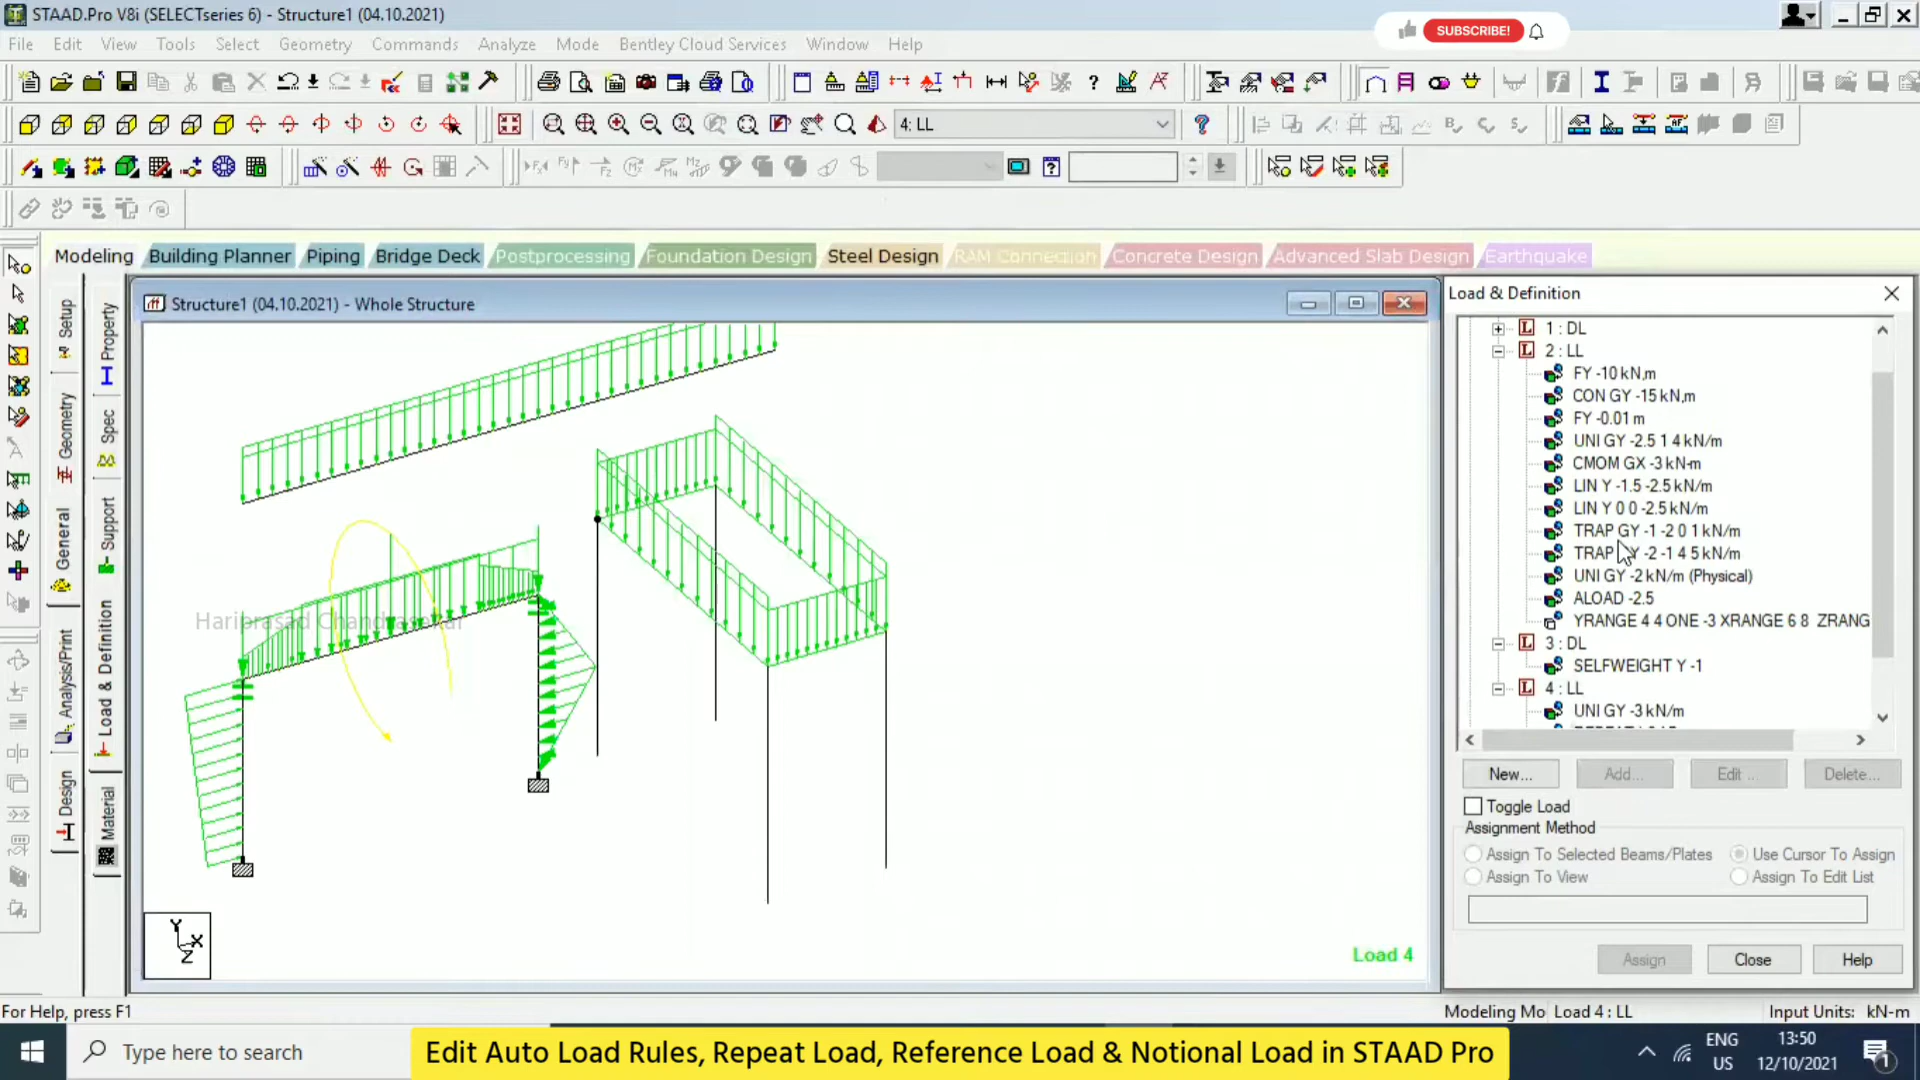 STAAD.Pro V8i (SELECTseries 6) - Structure1 (04.10.2021)
SUBSCRIBE!
File Edit View Tools Select Geometry Commands Analyze Mode Bentley Cloud Services Window Help
4: LL
Modeling Building Planner Piping Bridge Deck Postprocessing Foundation Design Steel Design RAM Connection Concrete Design Advanced Slab Design Earthquake
Setup
Geometry
General
Analysis/Print
Design
Property
Spec
Support
Load & Definition
Material
Structure1 (04.10.2021) - Whole Structure
Hariprasad Chandrasekar
Y
X
Z
Load 4
Load & Definition
1 : DL
2 : LL
FY -10 kN,m
CON GY -15 kN,m
FY -0.01 m
UNI GY -2.5 1 4 kN/m
CMOM GX -3 kN-m
LIN Y -1.5 -2.5 kN/m
LIN Y 0 0 -2.5 kN/m
TRAP GY -1 -2 0 1 kN/m
TRAP Y -2 -1 4 5 kN/m
UNI GY -2 kN/m (Physical)
ALOAD -2.5
YRANGE 4 4 ONE -3 XRANGE 6 8 ZRANG
3 : DL
SELFWEIGHT Y -1
4 : LL
UNI GY -3 kN/m
New... Add... Edit ... Delete...
Toggle Load
Assignment Method
Assign To Selected Beams/Plates Use Cursor To Assign
Assign To View Assign To Edit List
Assign Close Help
For Help, press F1
Modeling Mo Load 4 : LL Input Units: kN-m
Type here to search
Edit Auto Load Rules, Repeat Load, Reference Load & Notional Load in STAAD Pro
ENG
US
13:50
12/10/2021
1